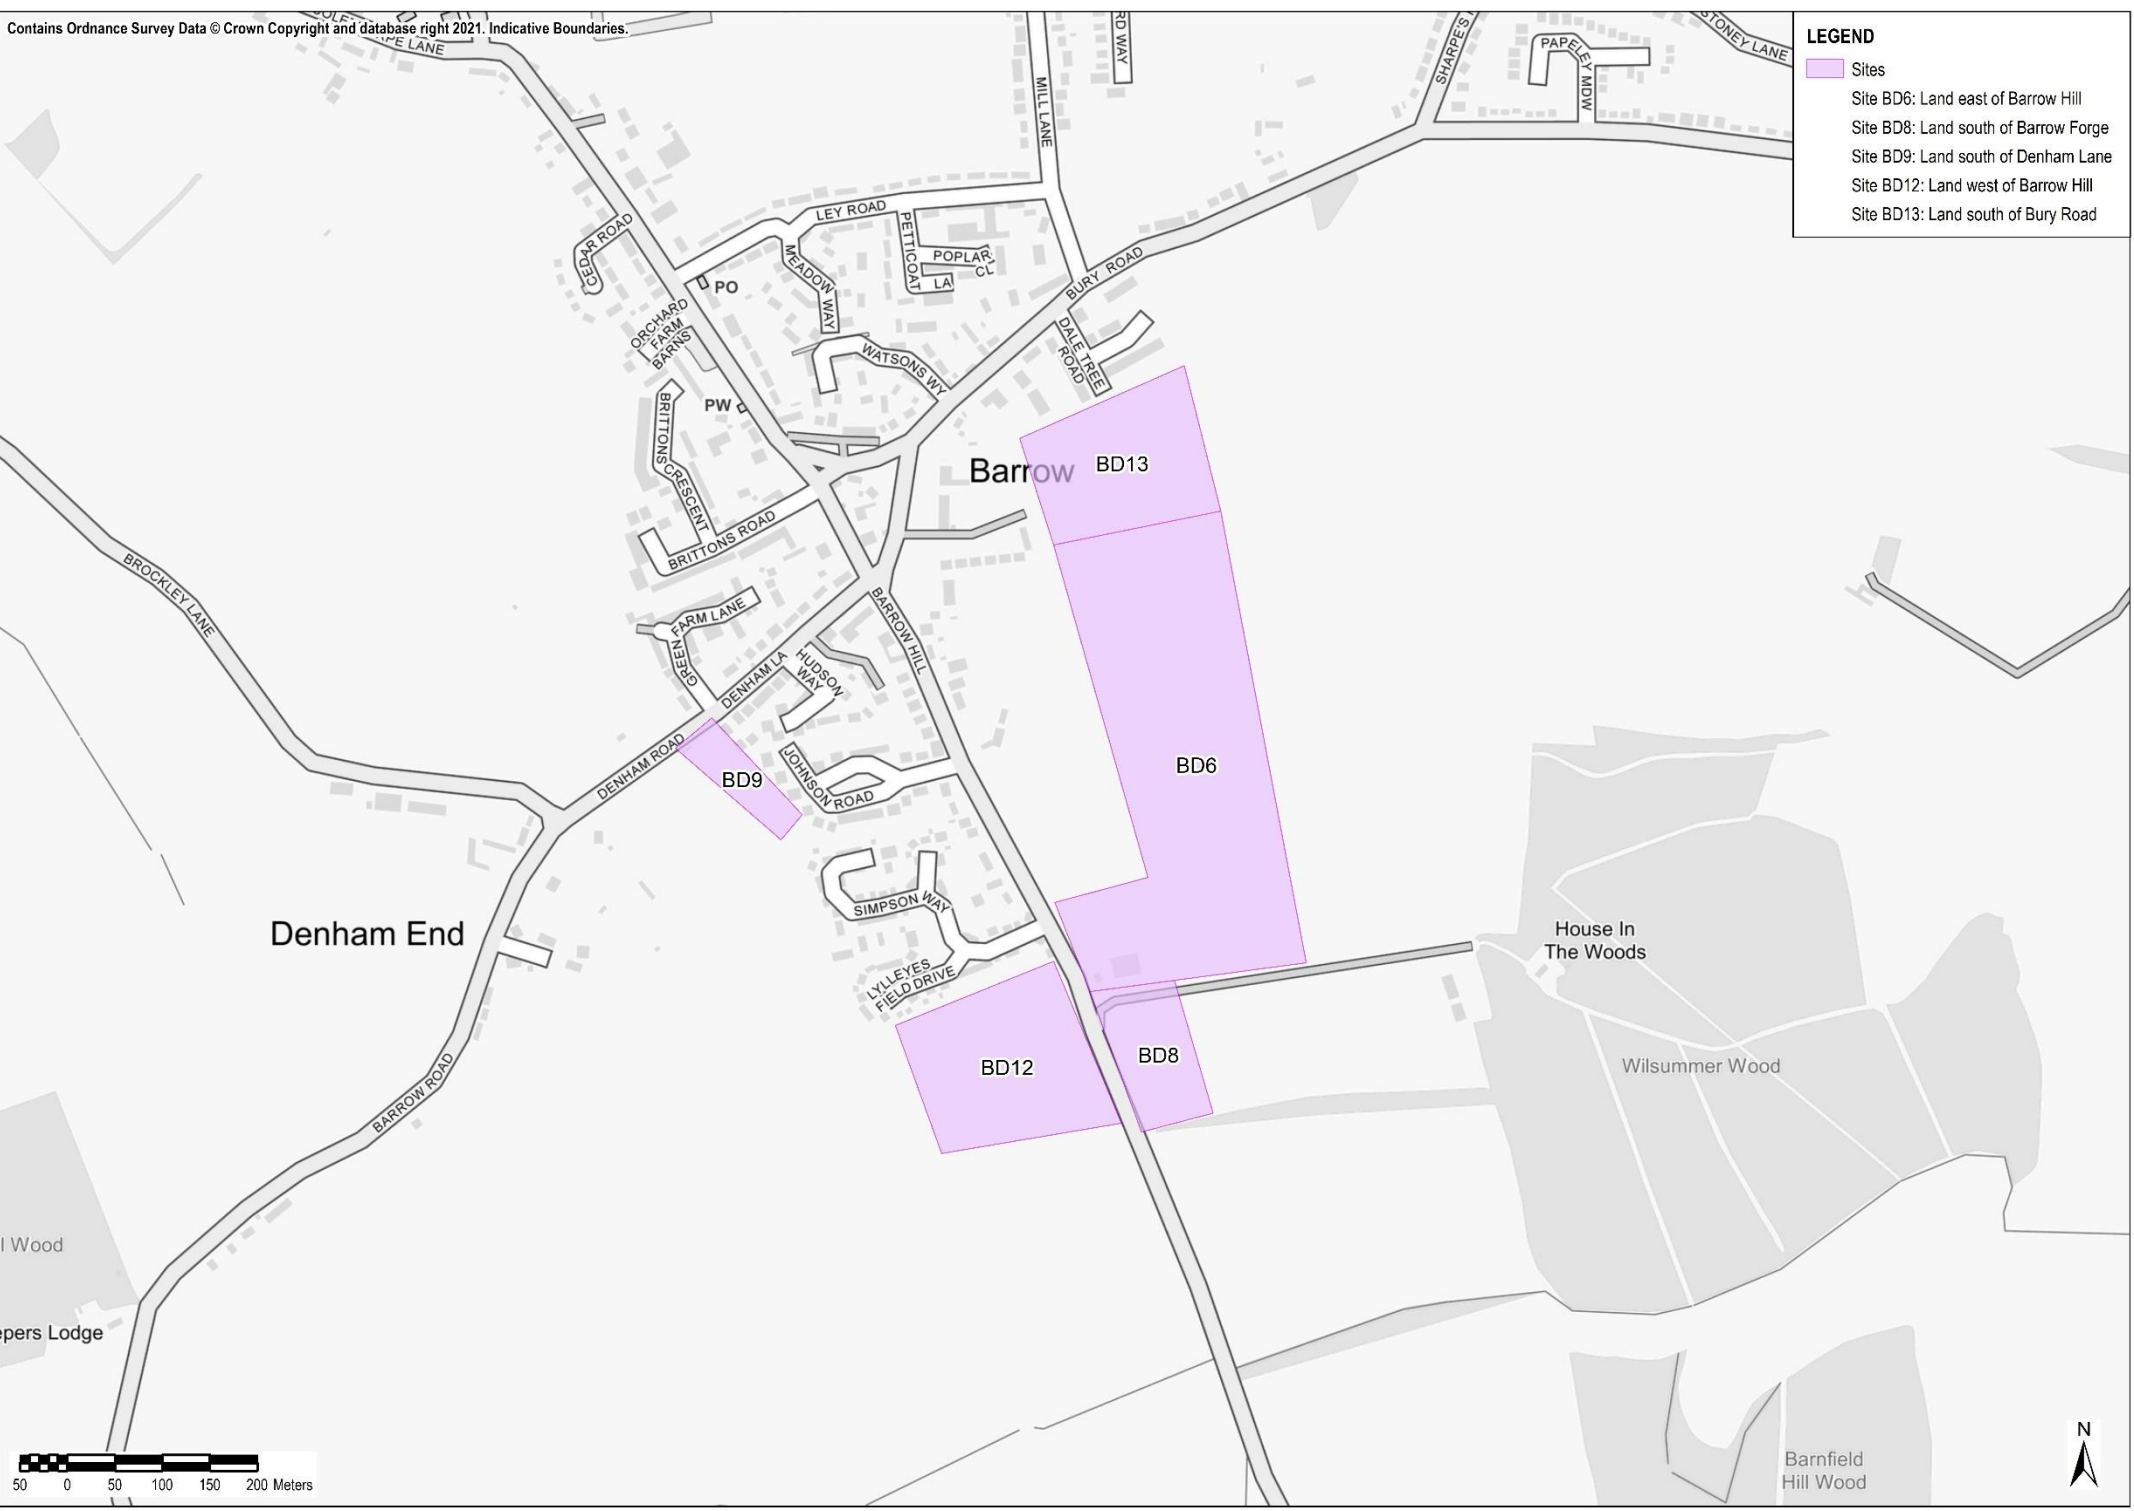 Contains Ordnance Survey Data © Crown Copyright and database right 2021. Indicative Boundaries.
LEGEND
Sites
Site BD6: Land east of Barrow Hill
Site BD8: Land south of Barrow Forge
Site BD9: Land south of Denham Lane
Site BD12: Land west of Barrow Hill
Site BD13: Land south of Bury Road
STONEY LANE
PAPELEY MDW
MILL LANE
RD WAY
LEY ROAD
CEDAR ROAD
PETTICOAT
LA
POPLAR
CL
MEADOW WAY
BURY ROAD
PO
ORCHARD
FARM
BARNS
DALE TREE
ROAD
WATSONS WY
PW
BRITTONS CRESCENT
Barrow
BD13
BRITTONS ROAD
BROCKLEY LANE
BARROW HILL
GREEN FARM LANE
HUDSON
WAY
DENHAM LA
DENHAM ROAD
BD9
BD6
JOHNSON ROAD
SIMPSON WAY
Denham End
House In
The Woods
LYLLEYES
FIELD DRIVE
BD12
BD8
Wilsummer Wood
BARROW ROAD
l Wood
epers Lodge
Barnfield
Hill Wood
N
50 0 50 100 150 200 Meters